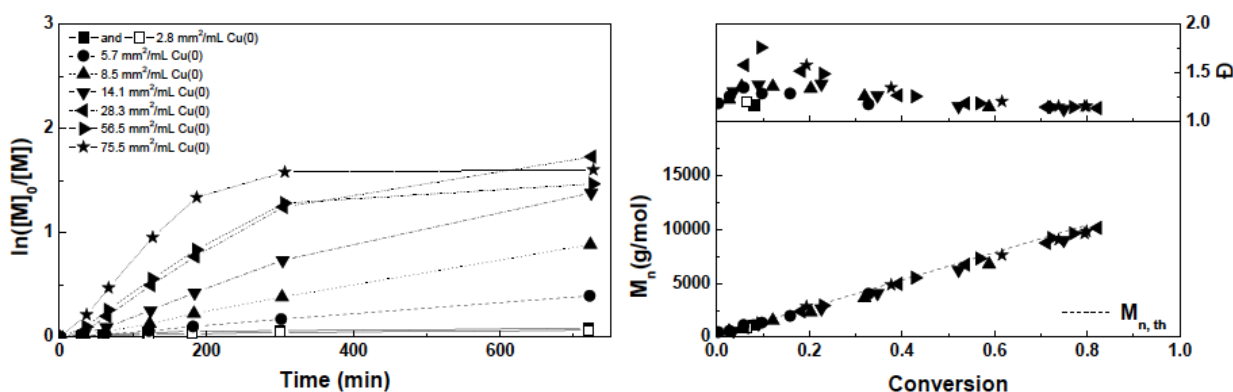 3
2
1
0
ln([M]₀/[M]
0
200
400
600
Time (min)
■ and -□- 2.8 mm²/mL Cu(0)
5.7 mm²/mL Cu(0)
8.5 mm²/mL Cu(0)
14.1 mm²/mL Cu(0)
28.3 mm²/mL Cu(0)
56.5 mm²/mL Cu(0)
75.5 mm²/mL Cu(0)
2.0
1.5
1.0
Đ
15000
10000
5000
0
Mₙ(g/mol)
Mₙ, ₜₕ
0.0
0.2
0.4
0.6
0.8
1.0
Conversion